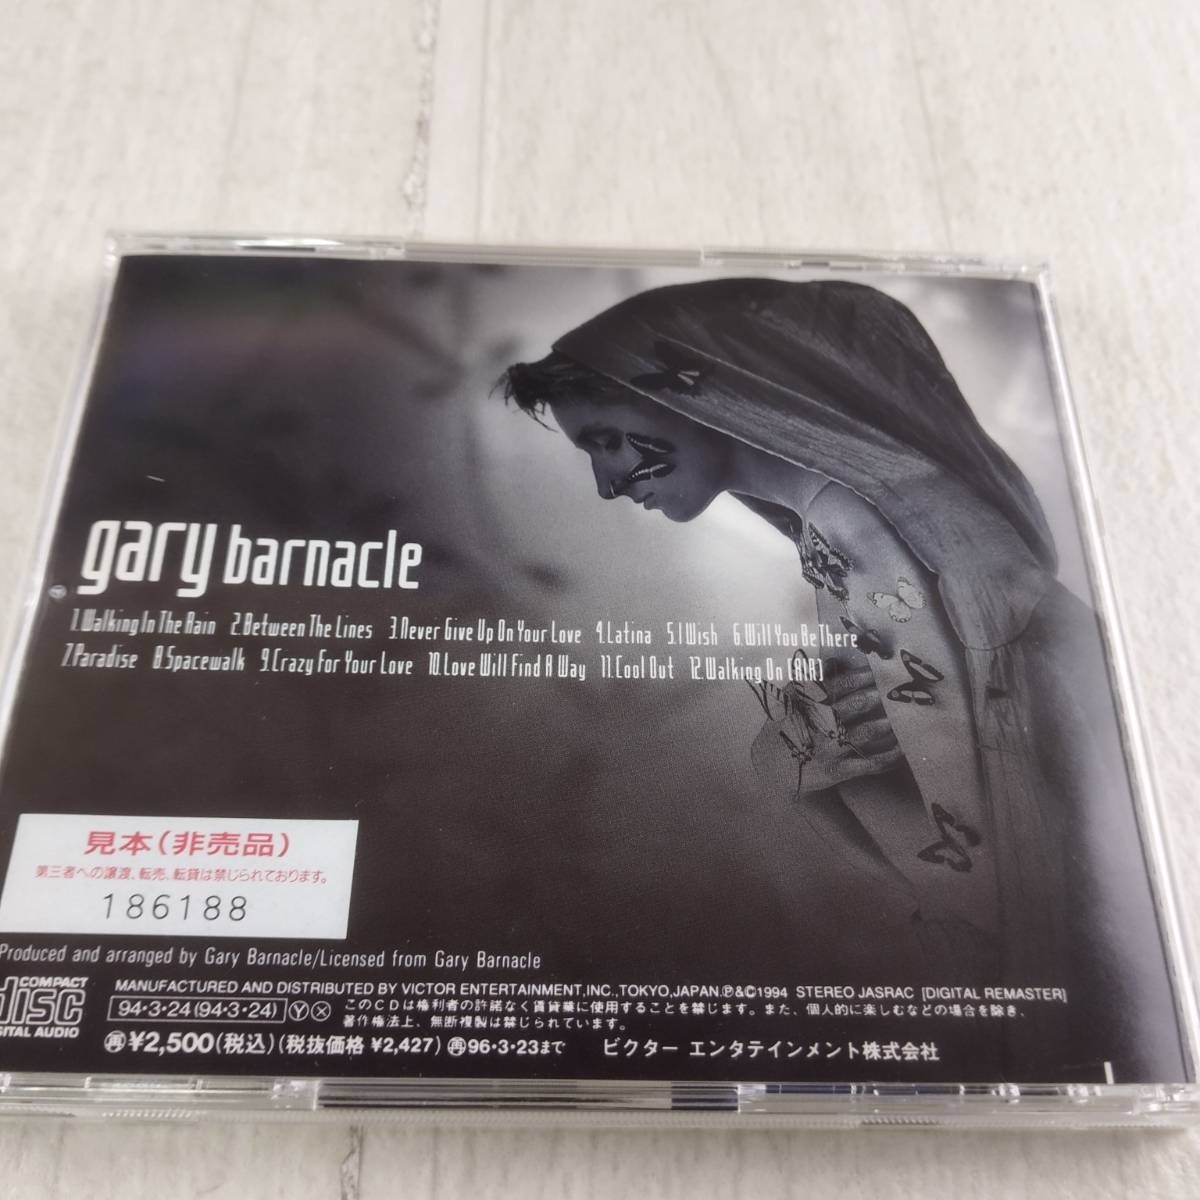 gary barnacle
1.Walking In The Rain 2.Between The Lines 3.Never Give Up On Your Love 4.Latina 5.I Wish 6.Will You Be There
7.Paradise 8.Spacewalk 9.Crazy For Your Love 10.Love Will Find A Way 11.Cool Out 12.Walking On [AIR]
見本(非売品)
第三者への譲渡、転売、転貸は禁じられております。
186188
Produced and arranged by Gary Barnacle/Licensed from Gary Barnacle
COMPACT
disc
DIGITAL AUDIO
MANUFACTURED AND DISTRIBUTED BY VICTOR ENTERTAINMENT, INC., TOKYO, JAPAN. Ⓟ&©1994 STEREO JASRAC [DIGITAL REMASTER]
94・3・24(94・3・24) Ⓨ Ⓧ このCDは権利者の許諾なく賃貸業に使用することを禁じます。また、個人的に楽しむなどの場合を除き、
著作権法上、無断複製は禁じられています。
再¥2,500(税込)(税抜価格 ¥2,427) 再96・3・23まで ビクター エンタテインメント株式会社